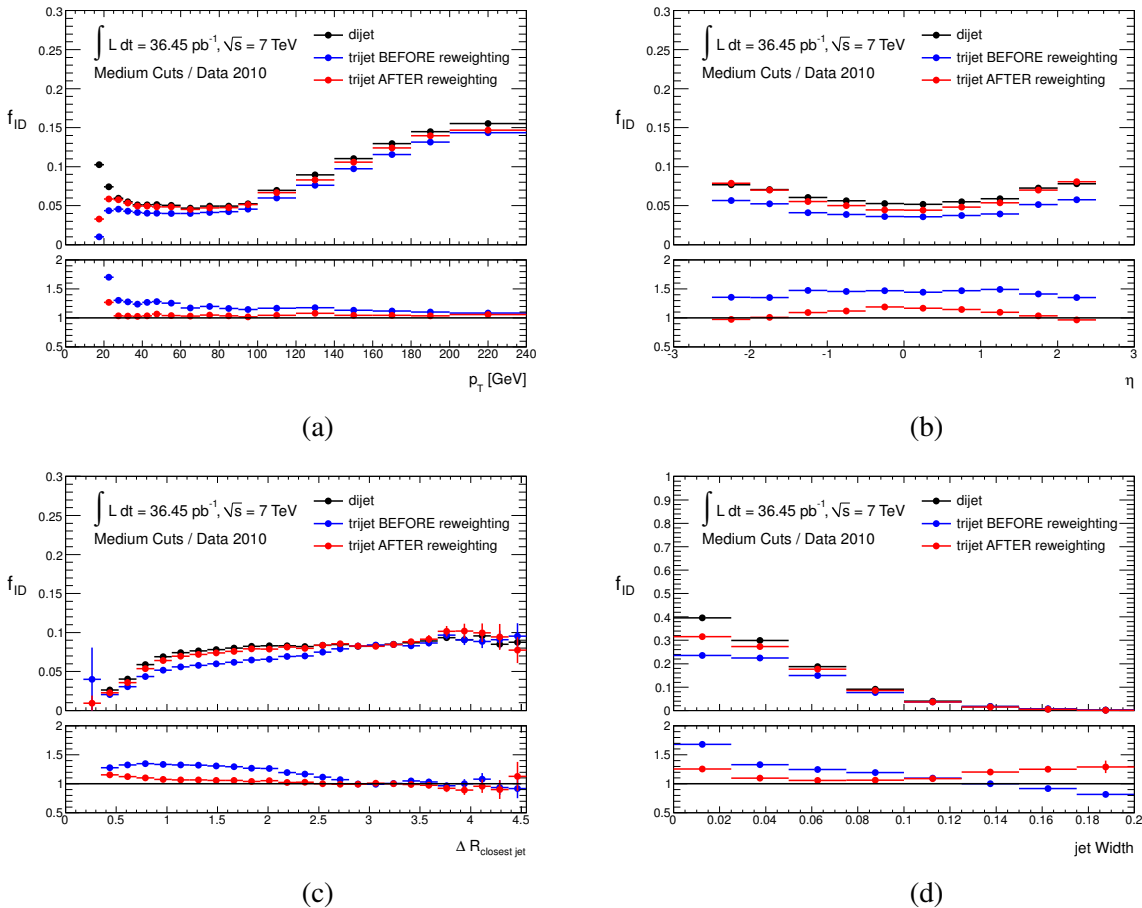 ∫ L dt = 36.45 pb⁻¹, √s = 7 TeV
Medium Cuts / Data 2010
dijet
trijet BEFORE reweighting
trijet AFTER reweighting
f_ID
0.3
0.25
0.2
0.15
0.1
0.05
0
2
1.5
1
0.5
0 20 40 60 80 100 120 140 160 180 200 220 240
p_T [GeV]
(a)
∫ L dt = 36.45 pb⁻¹, √s = 7 TeV
Medium Cuts / Data 2010
dijet
trijet BEFORE reweighting
trijet AFTER reweighting
f_ID
0.3
0.25
0.2
0.15
0.1
0.05
0
2
1.5
1
0.5
-3 -2 -1 0 1 2 3
η
(b)
∫ L dt = 36.45 pb⁻¹, √s = 7 TeV
Medium Cuts / Data 2010
dijet
trijet BEFORE reweighting
trijet AFTER reweighting
f_ID
0.3
0.25
0.2
0.15
0.1
0.05
0
2
1.5
1
0.5
0 0.5 1 1.5 2 2.5 3 3.5 4 4.5
Δ R_closest jet
(c)
∫ L dt = 36.45 pb⁻¹, √s = 7 TeV
Medium Cuts / Data 2010
dijet
trijet BEFORE reweighting
trijet AFTER reweighting
f_ID
1
0.9
0.8
0.7
0.6
0.5
0.4
0.3
0.2
0.1
0
2
1.5
1
0.5
0 0.02 0.04 0.06 0.08 0.1 0.12 0.14 0.16 0.18 0.2
jet Width
(d)